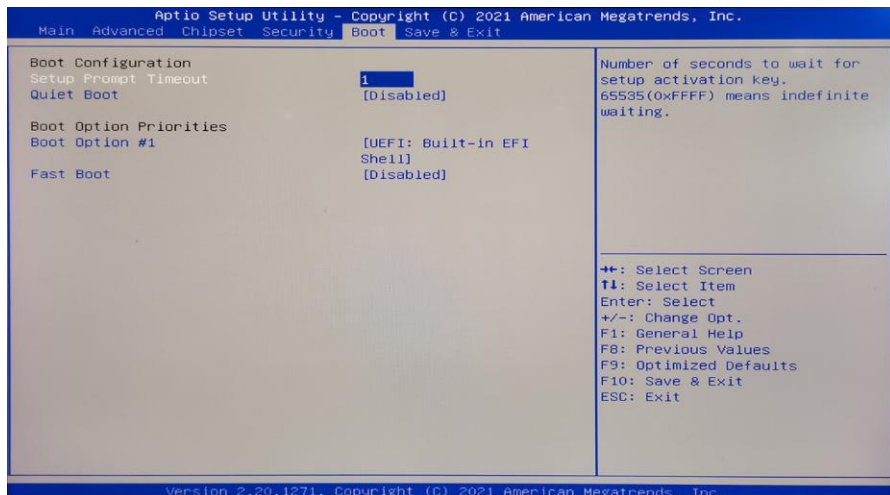 Aptio Setup Utility – Copyright (C) 2021 American Megatrends, Inc.
Main Advanced Chipset Security Boot Save & Exit
Boot Configuration
Setup Prompt Timeout 1
Quiet Boot [Disabled]
Boot Option Priorities
Boot Option #1 [UEFI: Built-in EFI
Shell]
Fast Boot [Disabled]
Number of seconds to wait for
setup activation key.
65535(0xFFFF) means indefinite
waiting.
→←: Select Screen
↑↓: Select Item
Enter: Select
+/-: Change Opt.
F1: General Help
F8: Previous Values
F9: Optimized Defaults
F10: Save & Exit
ESC: Exit
Version 2.20.1271. Copyright (C) 2021 American Megatrends, Inc.